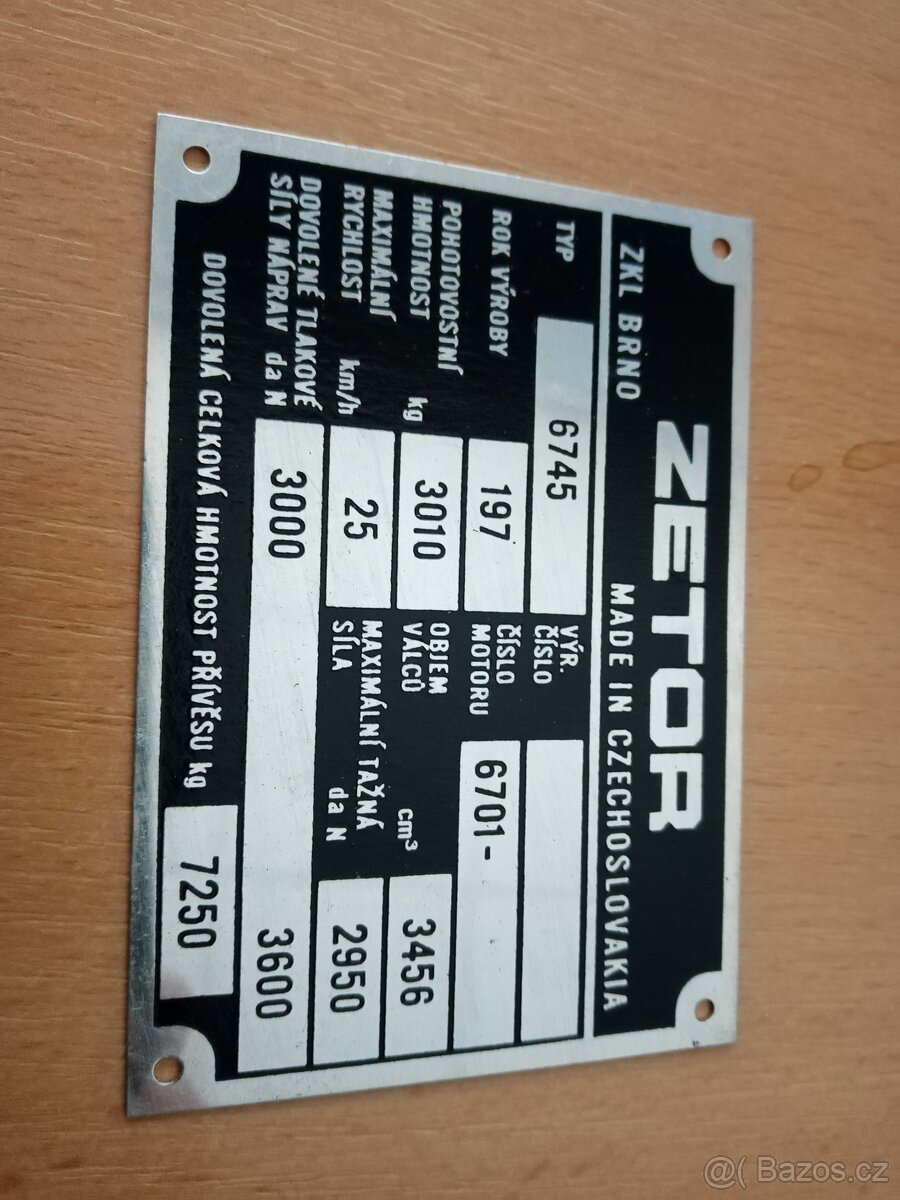 ZKL BRNO ZETOR
MADE IN CZECHOSLOVAKIA
TYP 6745 VÝR. ČÍSLO
ROK VÝROBY 197 ČÍSLO MOTORU 6701-
POHOTOVOSTNÍ HMOTNOST kg 3010 OBJEM VÁLCŮ cm³ 3456
MAXIMÁLNÍ RYCHLOST km/h 25 MAXIMÁLNÍ TAŽNÁ SÍLA da N 2950
DOVOLENÉ TLAKOVÉ SÍLY NÁPRAV da N 3000 3600
DOVOLENÁ CELKOVÁ HMOTNOST PŘÍVĚSU kg 7250
@ Bazos.cz